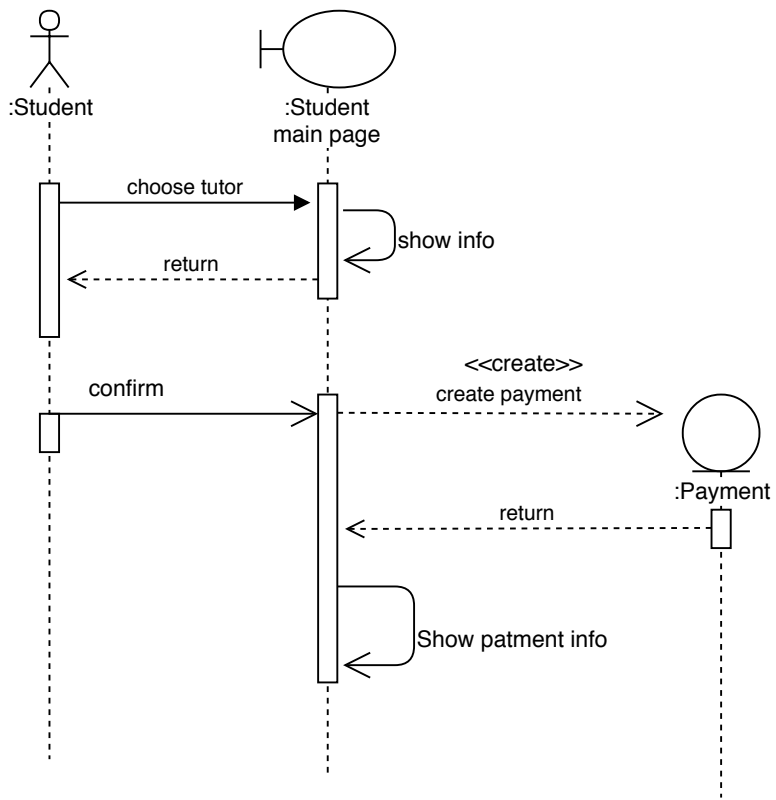 :Student
:Student
main page
choose tutor
show info
return
<<create>>
confirm
create payment
:Payment
return
Show patment info